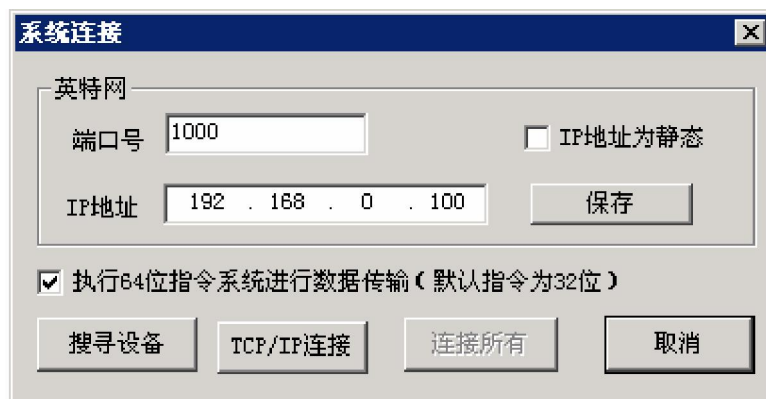 系统连接
英特网
端口号 1000 IP地址为静态
IP地址 192 . 168 . 0 . 100 保存
执行64位指令系统进行数据传输(默认指令为32位)
搜寻设备 TCP/IP连接 连接所有 取消